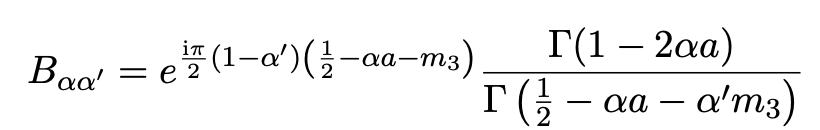 $B_{\alpha\alpha'} = e^{\frac{\mathrm{i}\pi}{2}(1-\alpha')\left(\frac{1}{2}-\alpha a-m_3\right)} \frac{\Gamma(1-2\alpha a)}{\Gamma\left(\frac{1}{2}-\alpha a-\alpha' m_3\right)}$